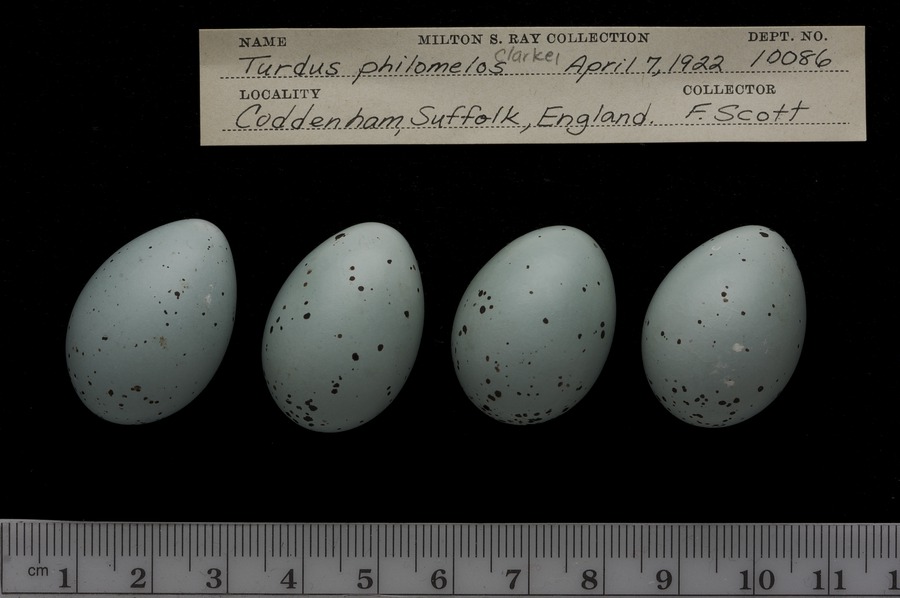 NAME MILTON S. RAY COLLECTION DEPT. NO.
Turdus philomelos Clarkei April 7, 1922 10086
LOCALITY COLLECTOR
Coddenham, Suffolk, England. F. Scott
cm 1 2 3 4 5 6 7 8 9 10 11 1